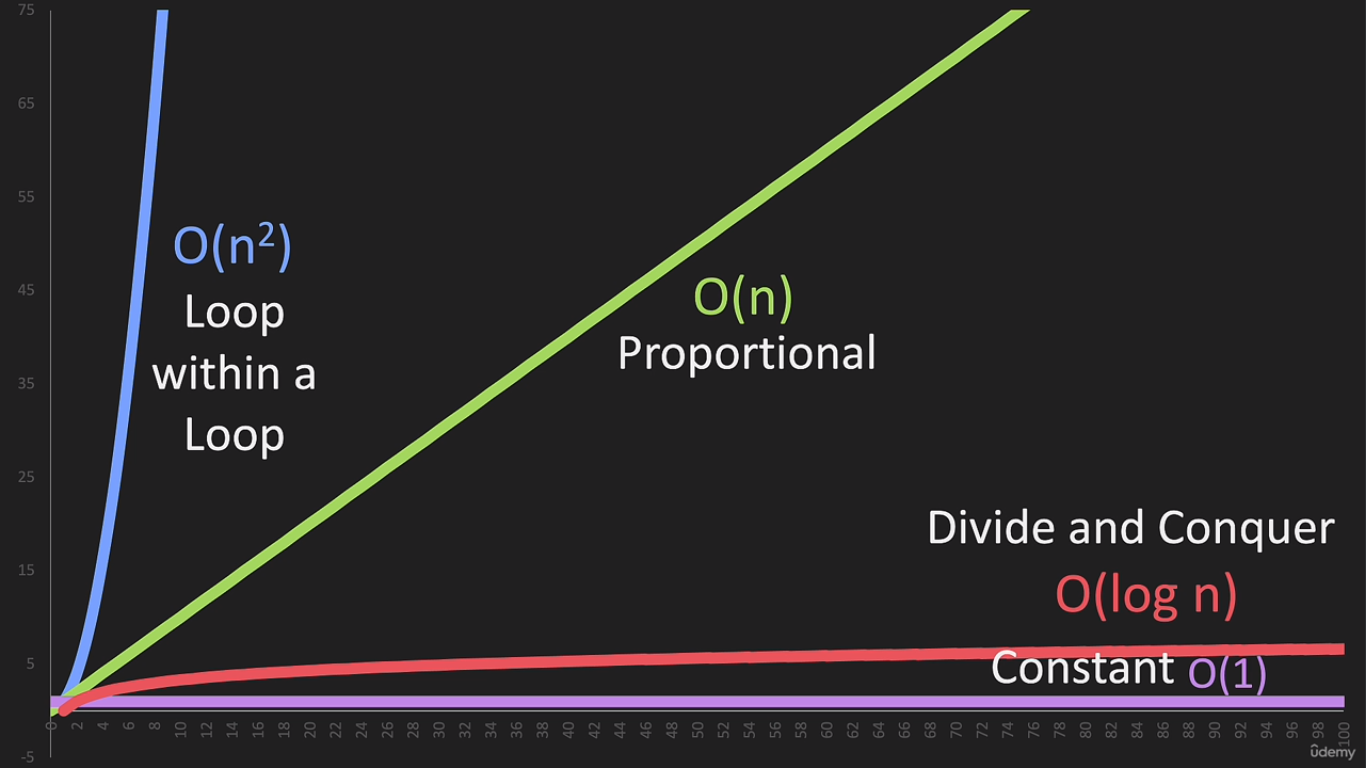 75
65
55
45
35
25
15
5
-5
O(n²)
Loop
within a
Loop
O(n)
Proportional
Divide and Conquer
O(log n)
Constant O(1)
0 2 4 6 8 10 12 14 16 18 20 22 24 26 28 30 32 34 36 38 40 42 44 46 48 50 52 54 56 58 60 62 64 66 68 70 72 74 76 78 80 82 84 86 88 90 92 94 96 98 100
ûdemy